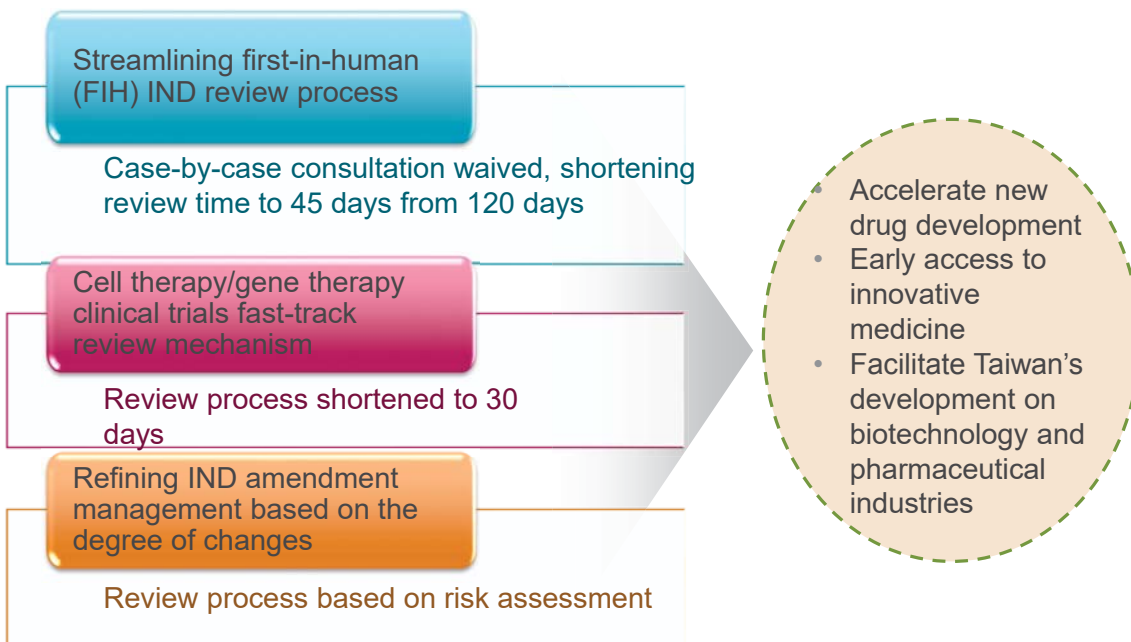 Streamlining first-in-human
(FIH) IND review process
Case-by-case consultation waived, shortening
review time to 45 days from 120 days
Cell therapy/gene therapy
clinical trials fast-track
review mechanism
Review process shortened to 30
days
Refining IND amendment
management based on the
degree of changes
Review process based on risk assessment
• Accelerate new
drug development
• Early access to
innovative
medicine
• Facilitate Taiwan’s
development on
biotechnology and
pharmaceutical
industries